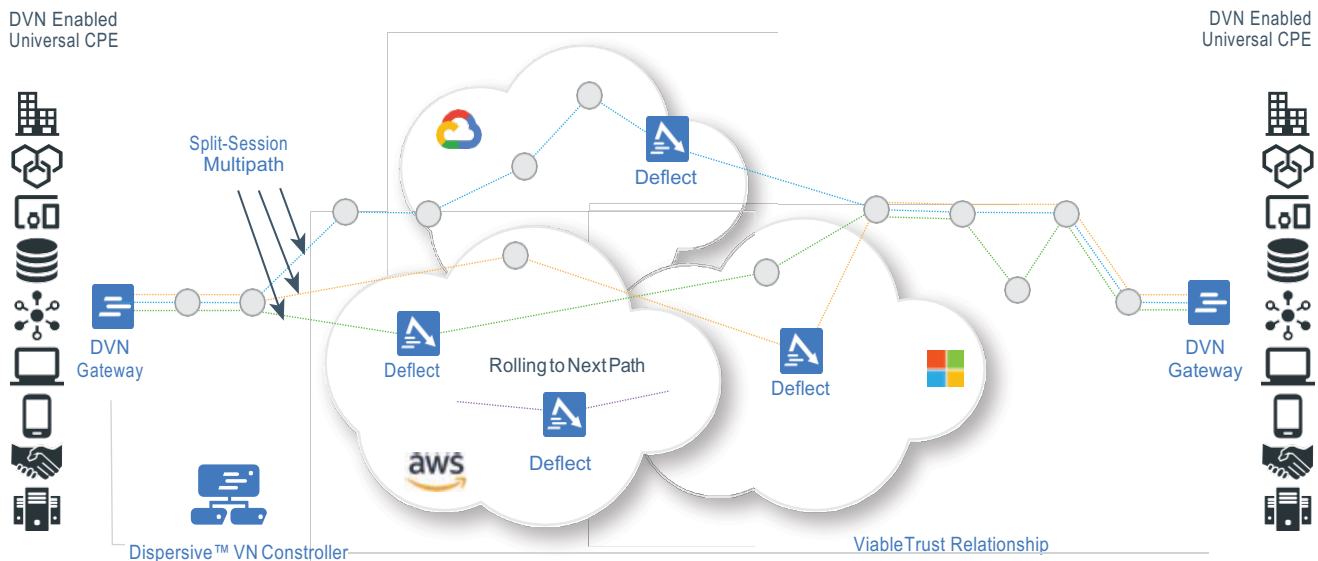 DVN Enabled
Universal CPE
DVN Enabled
Universal CPE
Split-Session
Multipath
Deflect
DVN
Gateway
Deflect
Rolling to Next Path
Deflect
DVN
Gateway
Deflect
aws
Dispersive™ VN Constroller
ViableTrust Relationship